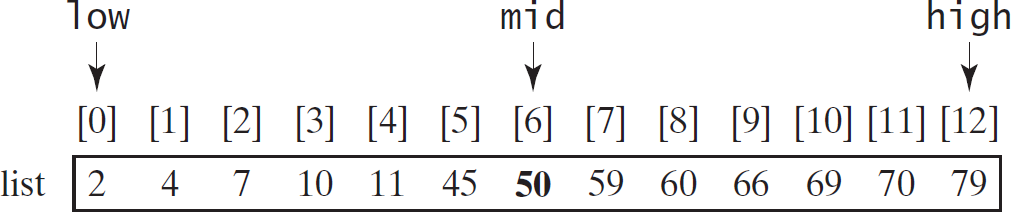 low mid high
[0] [1] [2] [3] [4] [5] [6] [7] [8] [9] [10] [11] [12]
list 2 4 7 10 11 45 50 59 60 66 69 70 79